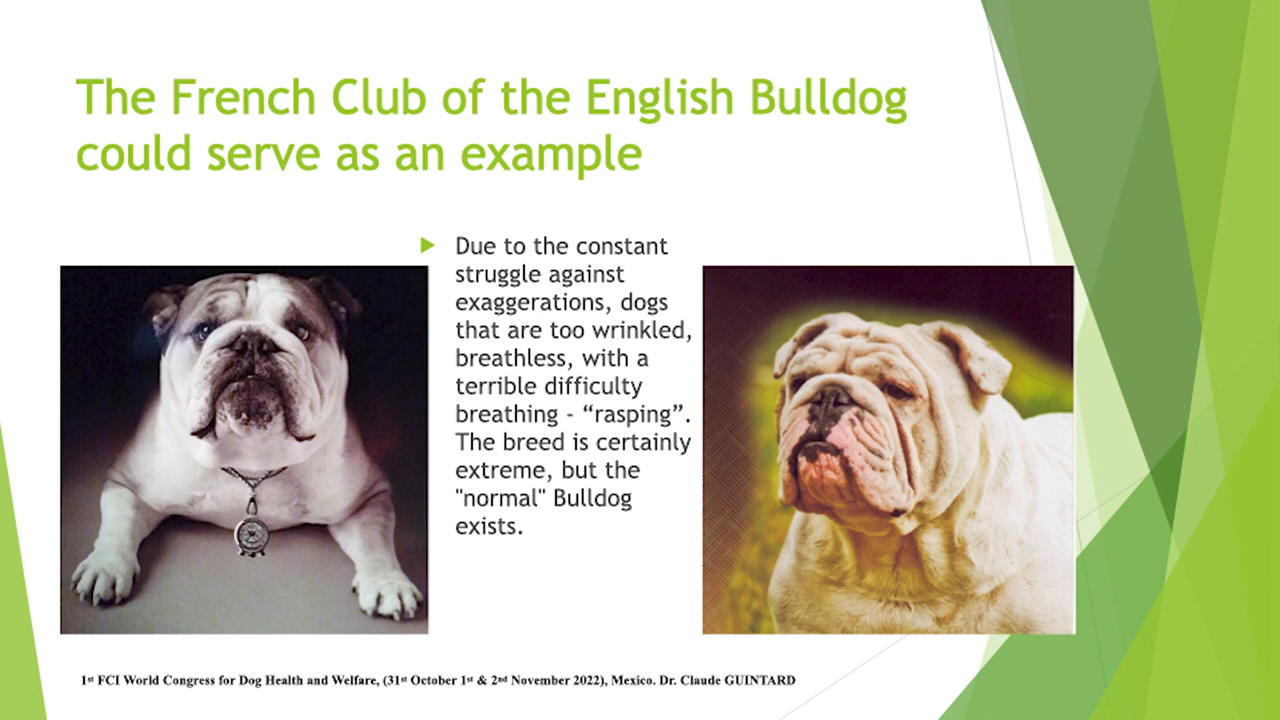 The French Club of the English Bulldog
could serve as an example
Due to the constant
struggle against
exaggerations, dogs
that are too wrinkled,
breathless, with a
terrible difficulty
breathing - “rasping”.
The breed is certainly
extreme, but the
"normal" Bulldog
exists.
1st FCI World Congress for Dog Health and Welfare, (31st October 1st & 2nd November 2022), Mexico. Dr. Claude GUINTARD